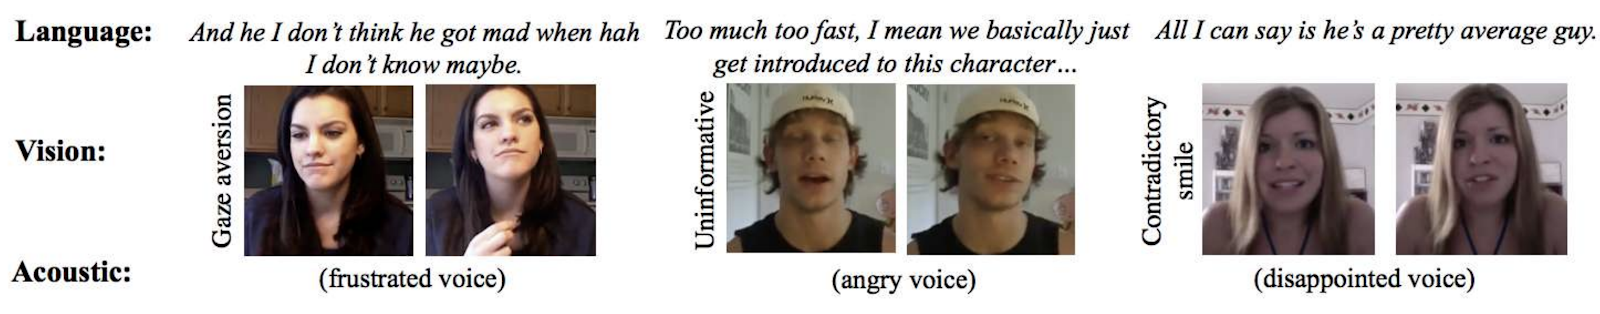 Language:
And he I don't think he got mad when hah
I don't know maybe.
Too much too fast, I mean we basically just
get introduced to this character...
All I can say is he's a pretty average guy.
Vision:
Gaze aversion
Uninformative
Contradictory
smile
Acoustic:
(frustrated voice)
(angry voice)
(disappointed voice)